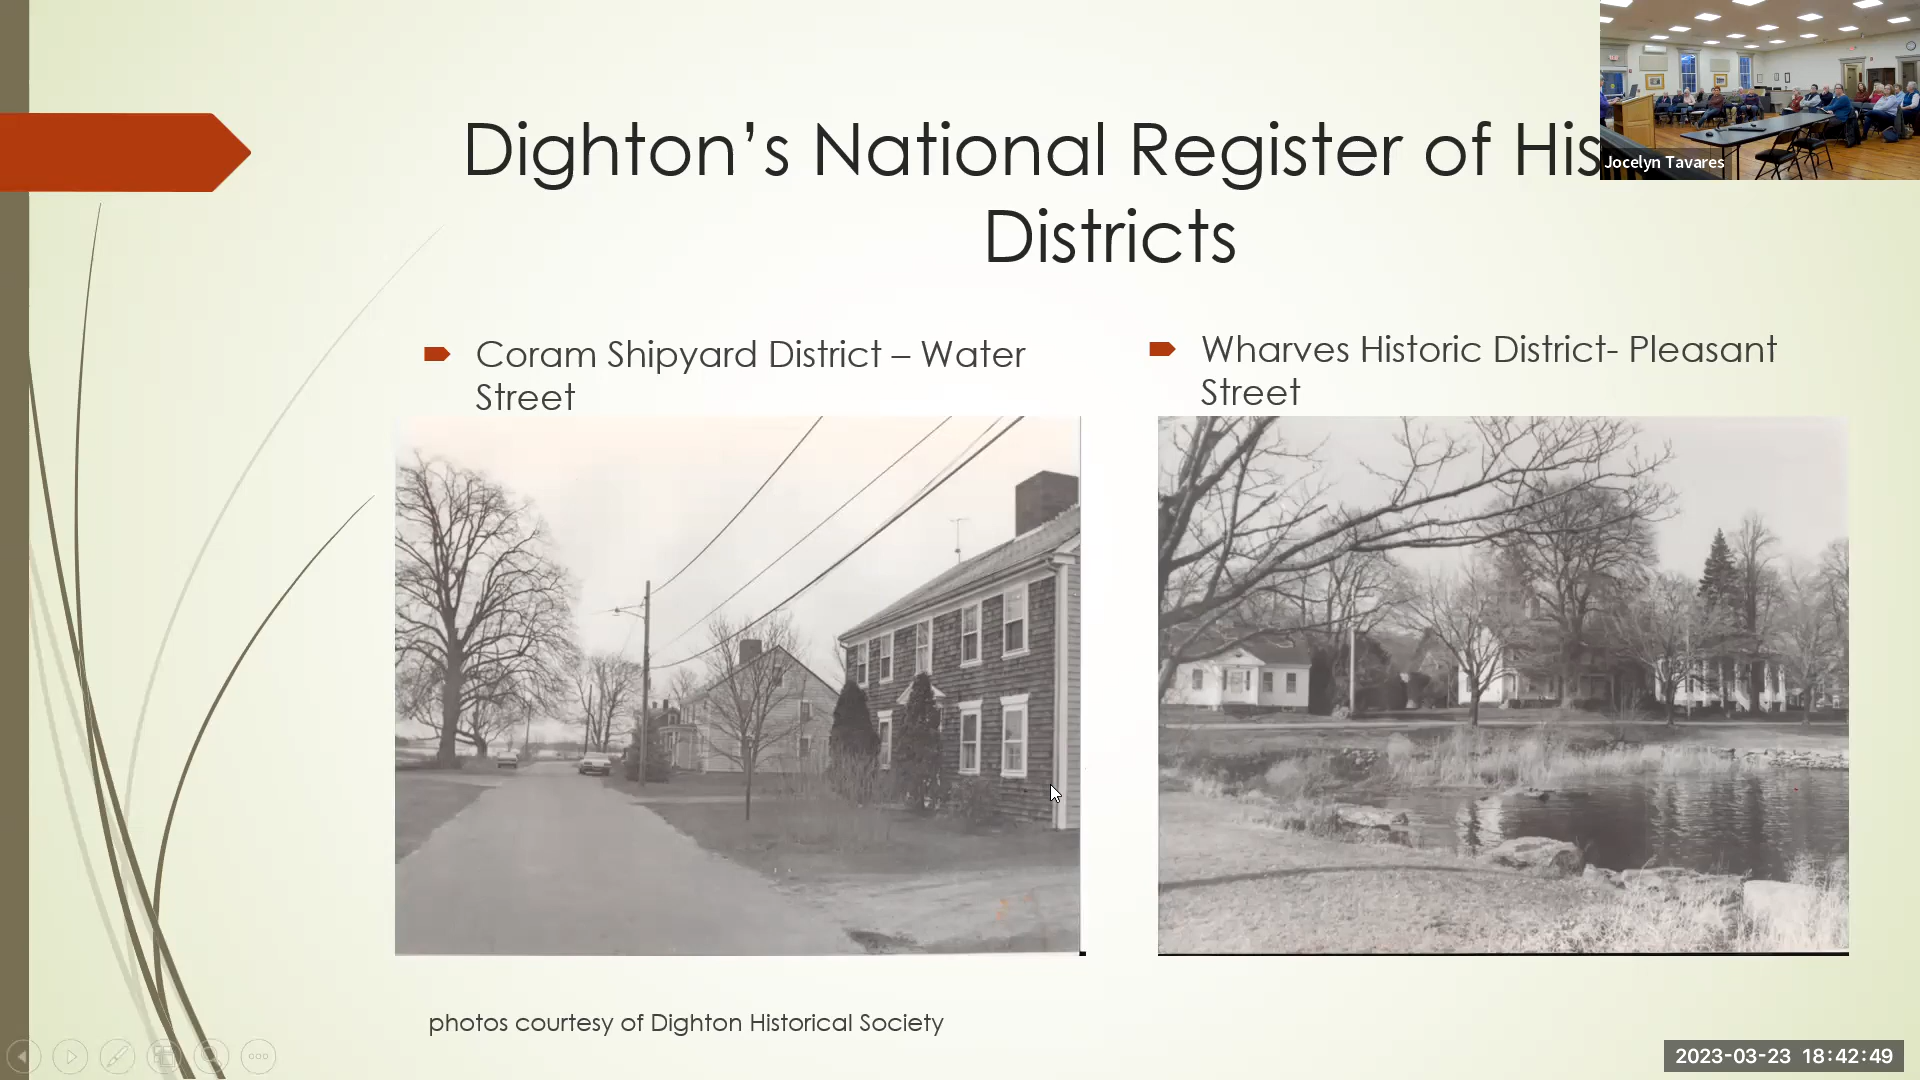 Dighton’s National Register of His
Districts
Jocelyn Tavares
Coram Shipyard District – Water
Street
Wharves Historic District- Pleasant
Street
photos courtesy of Dighton Historical Society
2023-03-23 18:42:49